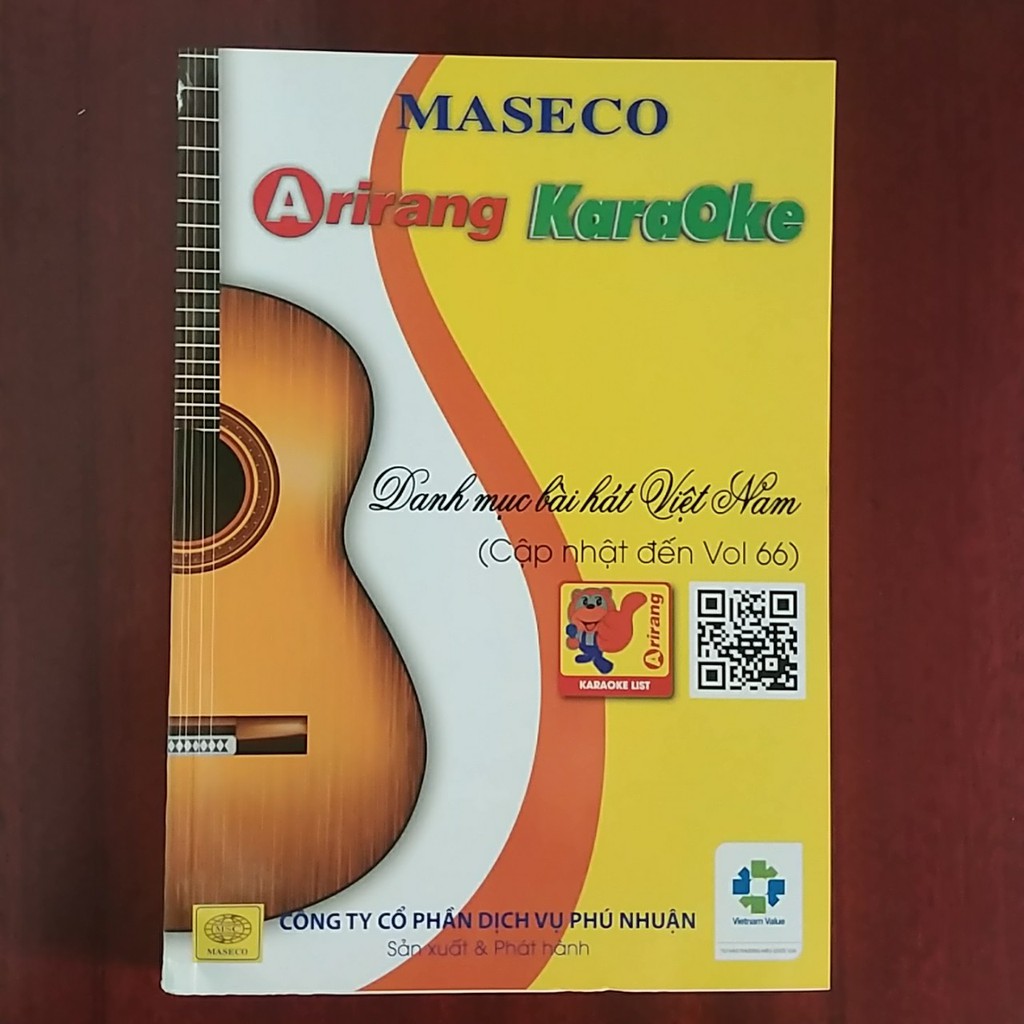 MASECO
Arirang KaraOke
Danh mục bài hát Việt Nam
(Cập nhật đến Vol 66)
Arirang
KARAOKE LIST
Vietnam Value
CÔNG TY CỔ PHẦN DỊCH VỤ PHÚ NHUẬN
Sản xuất & Phát hành
MASECO